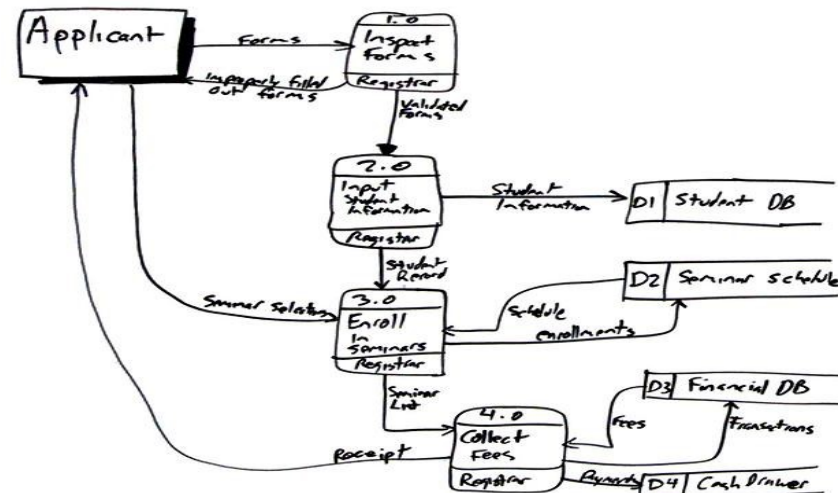 Applicant
Forms
1.0
Inspect
Forms
Registrar
Improperly Filled
Out Forms
Validated
Forms
2.0
Input
Student
Information
Registrar
Student
Information
D1 Student DB
Student
Record
3.0
Enroll
In
Seminars
Registrar
Seminar Selection
Schedule
enrollments
D2 Seminar Schedule
Seminar
List
4.0
Collect
Fees
Registrar
D3 Financial DB
Fees
Transactions
Receipt
Payments
D4 Cash Drawer